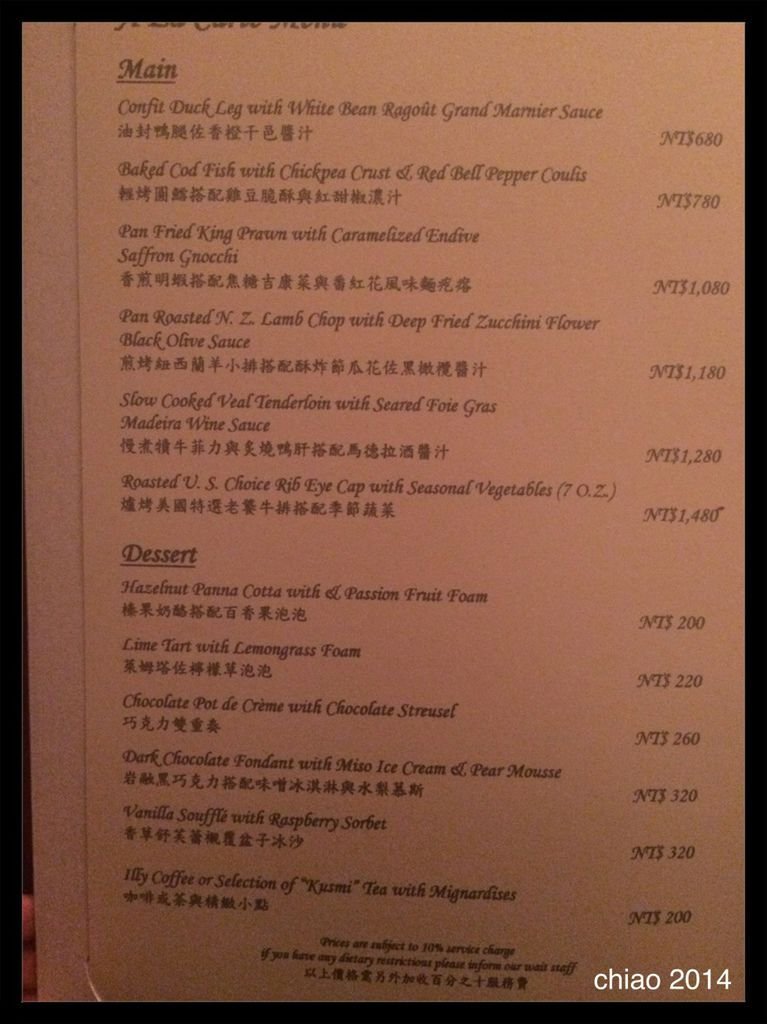 A La Carte Menu
Main
Confit Duck Leg with White Bean Ragoût Grand Marnier Sauce
油封鴨腿佐香橙干邑醬汁
NT$680
Baked Cod Fish with Chickpea Crust & Red Bell Pepper Coulis
輕烤圓鱈搭配雞豆脆酥與紅甜椒濃汁
NT$780
Pan Fried King Prawn with Caramelized Endive
Saffron Gnocchi
香煎明蝦搭配焦糖吉康菜與番紅花風味麵疙瘩
NT$1,080
Pan Roasted N. Z. Lamb Chop with Deep Fried Zucchini Flower
Black Olive Sauce
煎烤紐西蘭羊小排搭配酥炸節瓜花佐黑橄欖醬汁
NT$1,180
Slow Cooked Veal Tenderloin with Seared Foie Gras
Madeira Wine Sauce
慢煮犢牛菲力與炙燒鴨肝搭配馬德拉酒醬汁
NT$1,280
Roasted U. S. Choice Rib Eye Cap with Seasonal Vegetables (7 O.Z.)
爐烤美國特選老饕牛排搭配季節蔬菜
NT$1,480
Dessert
Hazelnut Panna Cotta with & Passion Fruit Foam
榛果奶酪搭配百香果泡泡
NT$ 200
Lime Tart with Lemongrass Foam
萊姆塔佐檸檬草泡泡
NT$ 220
Chocolate Pot de Crème with Chocolate Streusel
巧克力雙重奏
NT$ 260
Dark Chocolate Fondant with Miso Ice Cream & Pear Mousse
岩融黑巧克力搭配味噌冰淇淋與水梨慕斯
NT$ 320
Vanilla Soufflé with Raspberry Sorbet
香草舒芙蕾襯覆盆子冰沙
NT$ 320
Illy Coffee or Selection of "Kusmi" Tea with Mignardises
咖啡或茶與精緻小點
NT$ 200
Prices are subject to 10% service charge
if you have any dietary restrictions please inform our wait staff
以上價格需另外加收百分之十服務費
chiao 2014